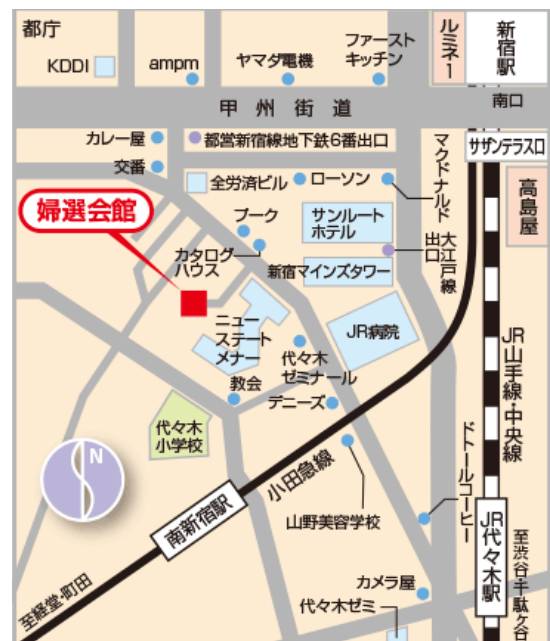 都庁
KDDI
ampm
ヤマダ電機
ファースト
キッチン
ルミネ1
新宿駅
甲州街道
南口
カレー屋
都営新宿線地下鉄6番出口
マクドナルド
サザンテラス口
交番
全労済ビル
ローソン
高島屋
婦選会館
プーク
サンルート
ホテル
カタログ
ハウス
新宿マインズタワー
大江戸線
出口
ニュー
ステート
メナー
JR病院
代々木
ゼミナール
JR山手線・中央線
教会
デニーズ
代々木
小学校
N
小田急線
ドトールコーヒー
南新宿駅
山野美容学校
JR代々木駅
至渋谷・千駄ヶ谷
至経堂・町田
カメラ屋
代々木ゼミ